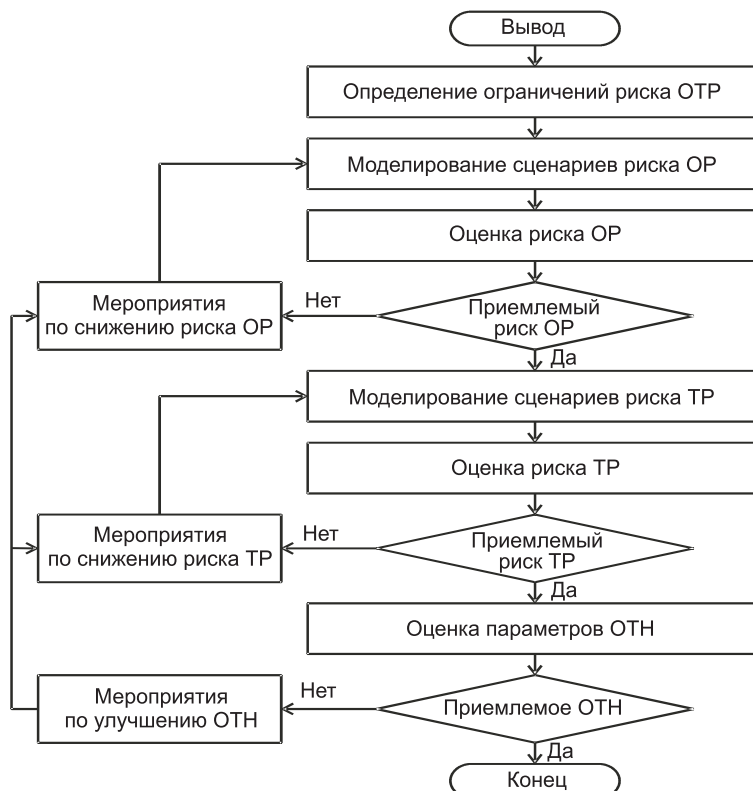 Вывод
Определение ограничений риска ОТР
Моделирование сценариев риска ОР
Оценка риска ОР
Мероприятия
по снижению риска ОР
Нет
Приемлемый
риск ОР
Да
Моделирование сценариев риска ТР
Оценка риска ТР
Мероприятия
по снижению риска ТР
Нет
Приемлемый
риск ТР
Да
Оценка параметров ОТН
Мероприятия
по улучшению ОТН
Нет
Приемлемое ОТН
Да
Конец